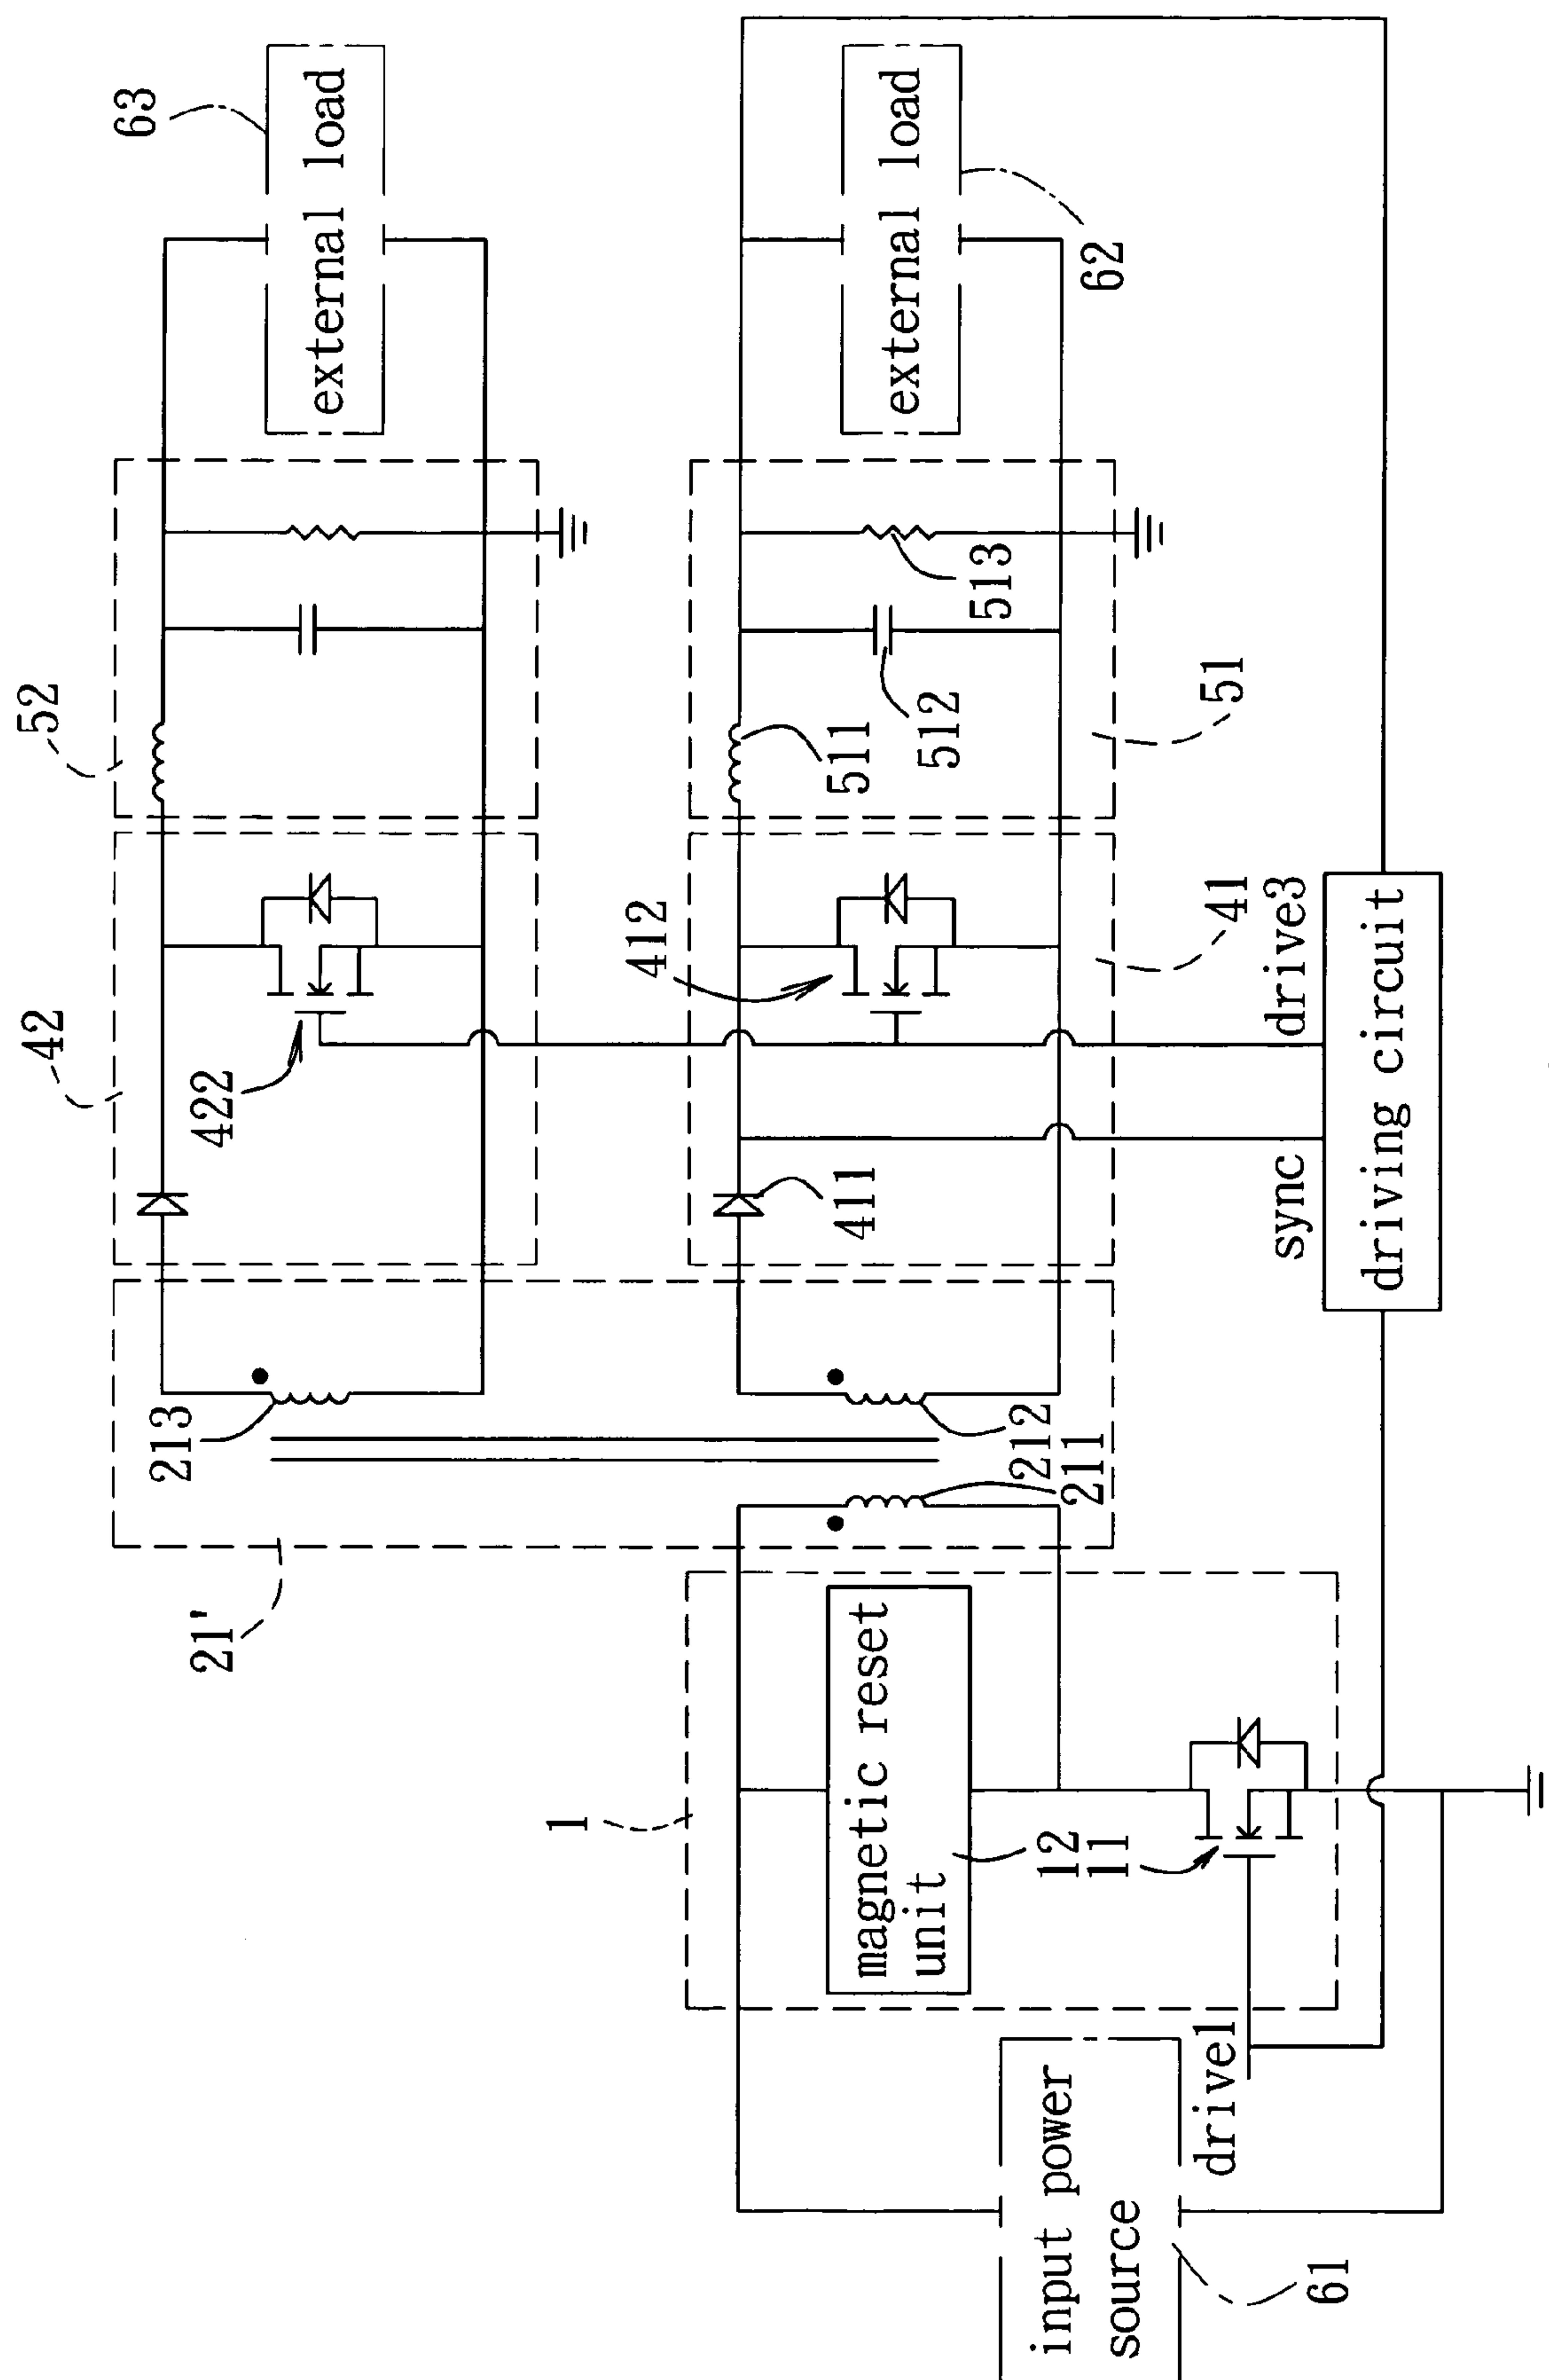 63
external load
52
42
422
213
21'
external load
62
513
512
511
51
412
41
411
212
211
1
magnetic reset
unit
12
11
drive3
sync
driving circuit
drive1
input power
source
61